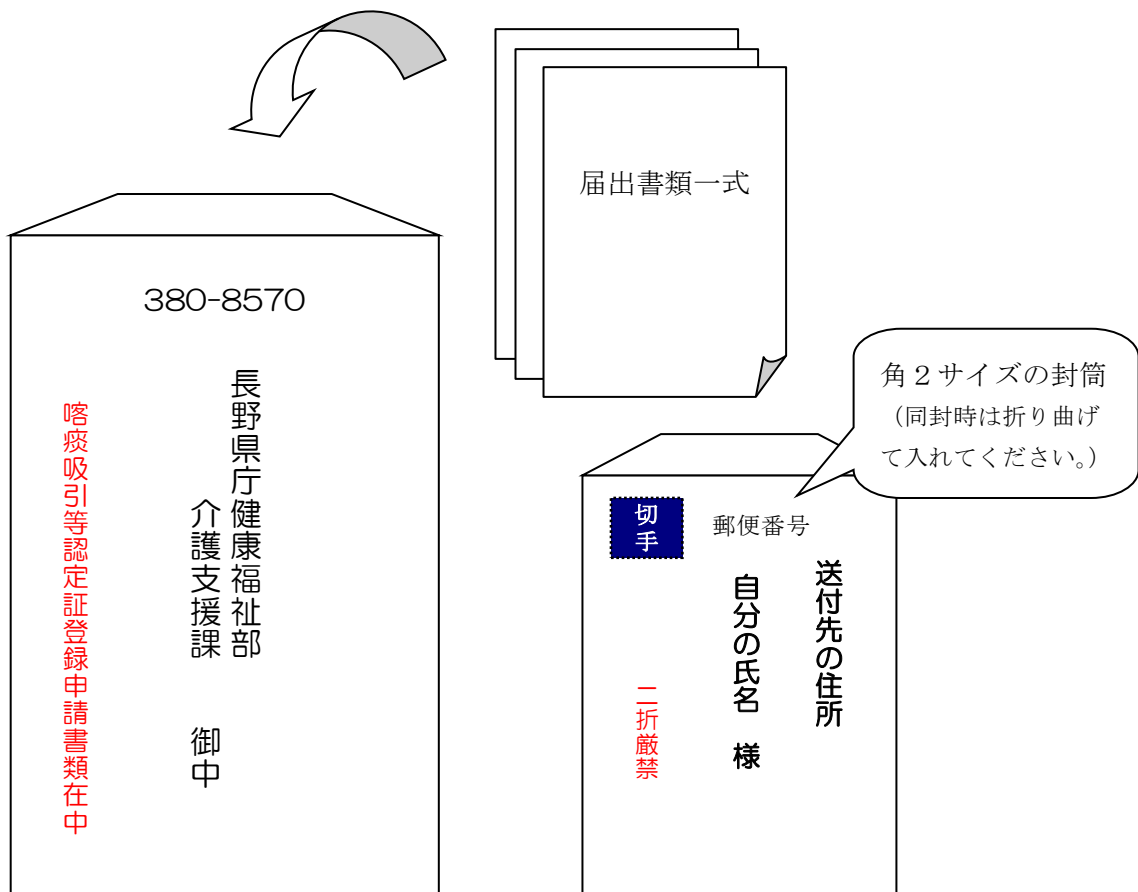 届出書類一式
380-8570
長野県庁健康福祉部
介護支援課 御中
喀痰吸引等認定証登録申請書類在中
角２サイズの封筒
（同封時は折り曲げ
て入れてください。）
切手
郵便番号
送付先の住所
自分の氏名 様
二折厳禁